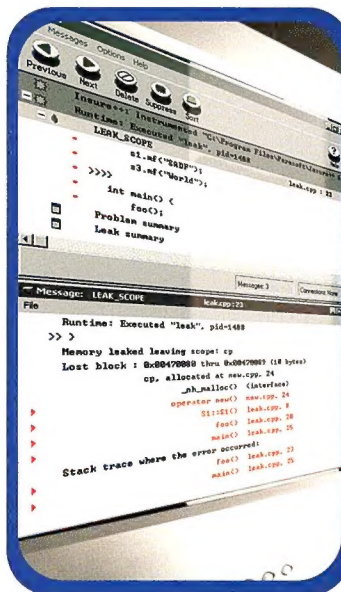 Messages Options Help
Previous Next Delete Suppress Sort
Insure++: Instrumented "C:\Program Files\Parasoft\
Runtime: Executed "leak", pid=1488
LEAK_SCOPE leak.cpp : 23
s1.mf("SADF");
>>>> s3.mf("World");
int main() {
foo();
Problem summary
Leak summary
Messages: 3
Message: LEAK_SCOPE leak.cpp:23
File
Runtime: Executed "leak", pid=1488
>> >
Memory leaked leaving scope: cp
Lost block : 0x00470080 thru 0x00470089 (10 bytes)
cp, allocated at new.cpp, 24
_nh_malloc() (interface)
operator new() new.cpp, 24
S1::S1() leak.cpp, 8
foo() leak.cpp, 20
main() leak.cpp, 25
Stack trace where the error occurred:
foo() leak.cpp, 23
main() leak.cpp, 25